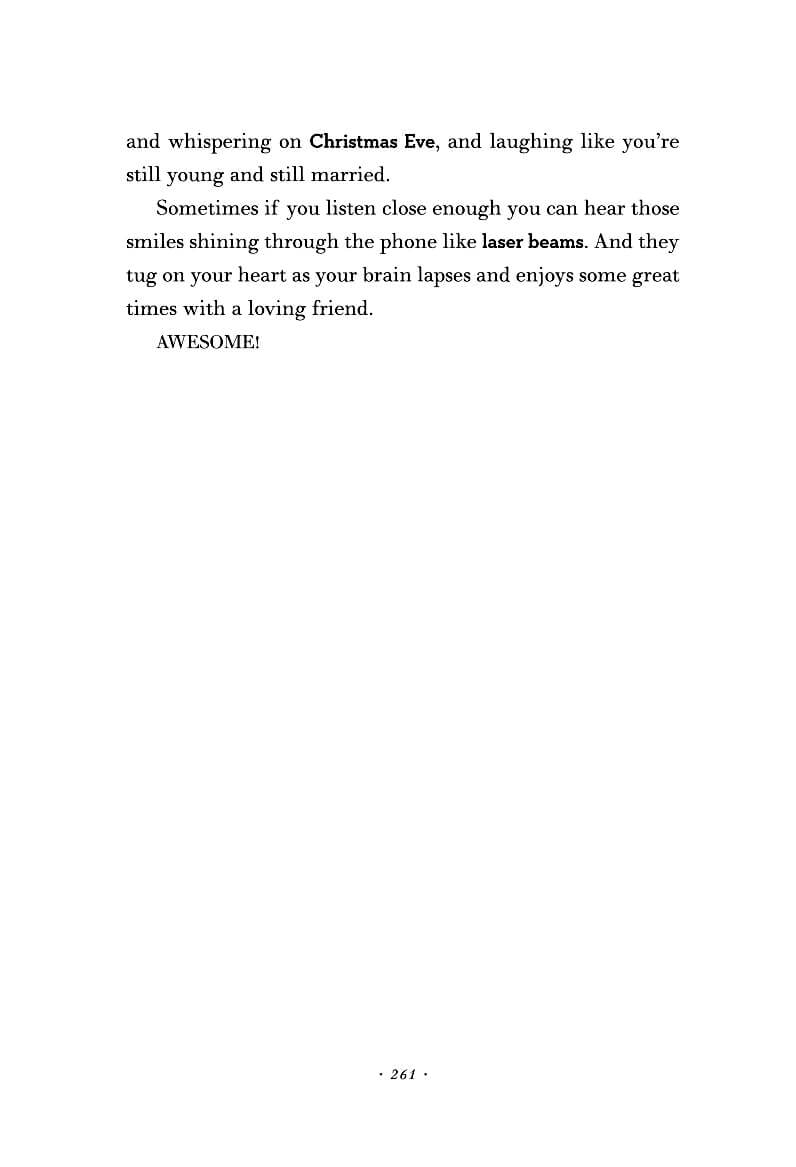 and whispering on Christmas Eve, and laughing like you’re
still young and still married.
Sometimes if you listen close enough you can hear those
smiles shining through the phone like laser beams. And they
tug on your heart as your brain lapses and enjoys some great
times with a loving friend.
AWESOME!
· 261 ·